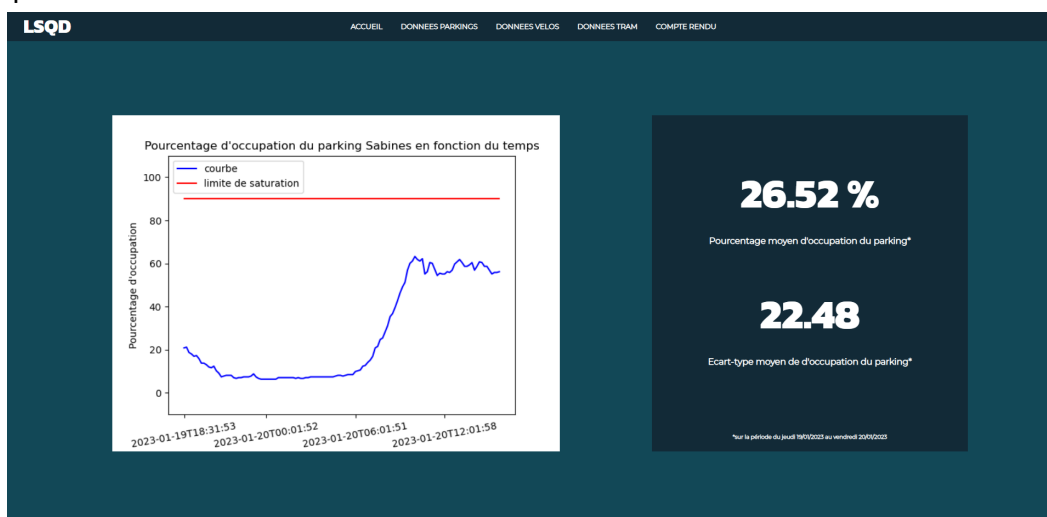 LSQD
ACCUEIL DONNEES PARKINGS DONNEES VELOS DONNEES TRAM COMPTE RENDU
Pourcentage d'occupation du parking Sabines en fonction du temps
courbe
limite de saturation
Pourcentage d'occupation
100
80
60
40
20
0
2023-01-19T18:31:53
2023-01-20T00:01:52
2023-01-20T06:01:51
2023-01-20T12:01:58
26.52 %
Pourcentage moyen d'occupation du parking*
22.48
Ecart-type moyen de d'occupation du parking*
*sur la période du jeudi 19/01/2023 au vendredi 20/01/2023